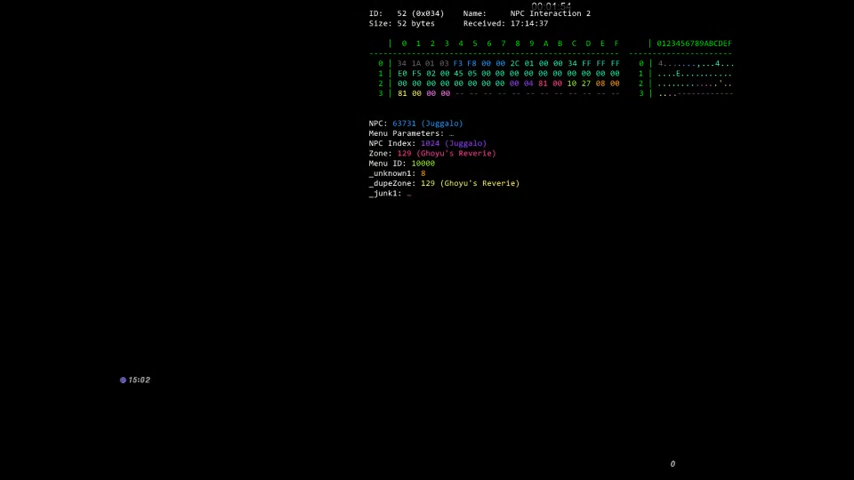 00:01:54
ID:   52 (0x034)    Name:      NPC Interaction 2
Size: 52 bytes      Received: 17:14:37
    |  0  1  2  3  4  5  6  7  8  9  A  B  C  D  E  F      | 0123456789ABCDEF
  0 | 34 1A 01 03 F3 F8 00 00 2C 01 00 00 34 FF FF FF    0 | 4.......,...4...
  1 | E0 F5 02 00 45 05 00 00 00 00 00 00 00 00 00 00    1 | ....E...........
  2 | 00 00 00 00 00 00 00 00 00 04 81 00 10 27 08 00    2 | .............'..
  3 | 81 00 00 00 -- -- -- -- -- -- -- -- -- -- -- --    3 | ....------------
NPC: 63731 (Juggalo)
Menu Parameters: …
NPC Index: 1024 (Juggalo)
Zone: 129 (Ghoyu's Reverie)
Menu ID: 10000
_unknown1: 8
_dupeZone: 129 (Ghoyu's Reverie)
_junk1: …
15:02
0